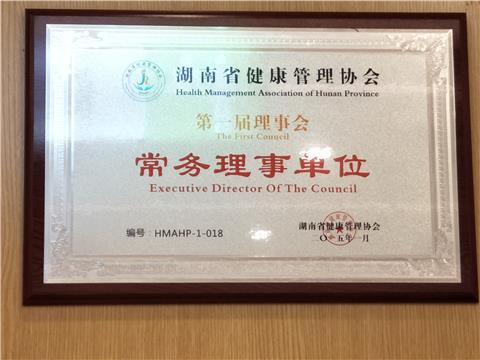 湖南省健康管理协会
Health Management Association of Hunan Province
第一届理事会
The First Council
常务理事单位
Executive Director Of The Council
编号：HMAHP-1-018
湖南省健康管理协会
二〇一五年一月